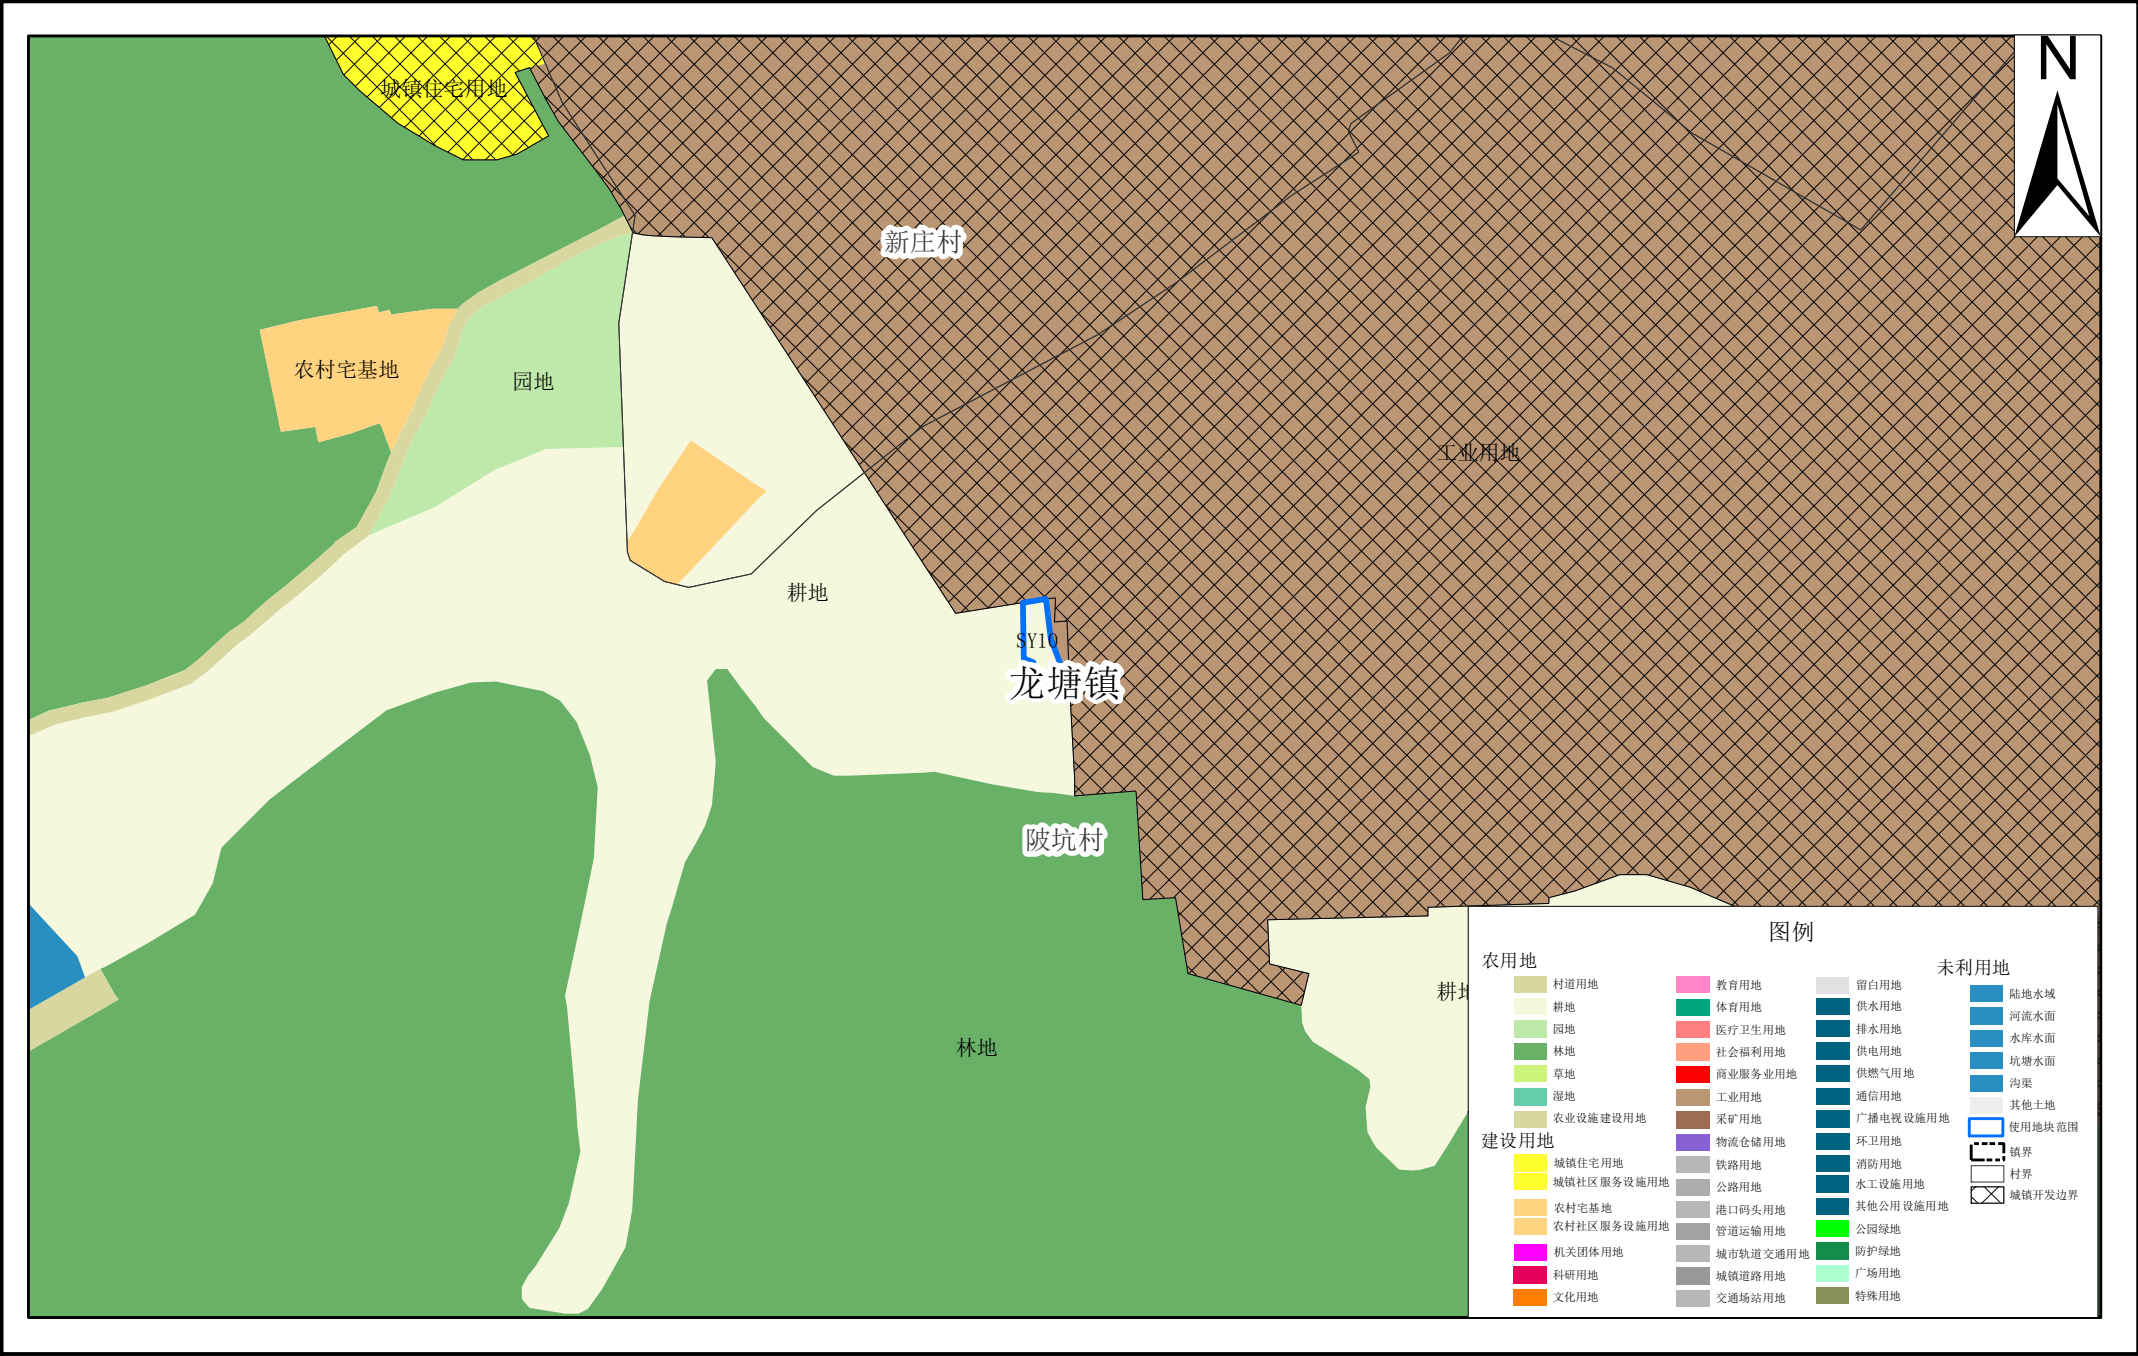 N
城镇住宅用地
新庄村
农村宅基地
园地
工业用地
耕地
SY10
龙塘镇
陂坑村
耕地
林地
图例
农用地
村道用地
耕地
园地
林地
草地
湿地
农业设施建设用地
建设用地
城镇住宅用地
城镇社区服务设施用地
农村宅基地
农村社区服务设施用地
机关团体用地
科研用地
文化用地
教育用地
体育用地
医疗卫生用地
社会福利用地
商业服务业用地
工业用地
采矿用地
物流仓储用地
铁路用地
公路用地
港口码头用地
管道运输用地
城市轨道交通用地
城镇道路用地
交通场站用地
留白用地
供水用地
排水用地
供电用地
供燃气用地
通信用地
广播电视设施用地
环卫用地
消防用地
水工设施用地
其他公用设施用地
公园绿地
防护绿地
广场用地
特殊用地
未利用地
陆地水域
河流水面
水库水面
坑塘水面
沟渠
其他土地
使用地块范围
镇界
村界
城镇开发边界